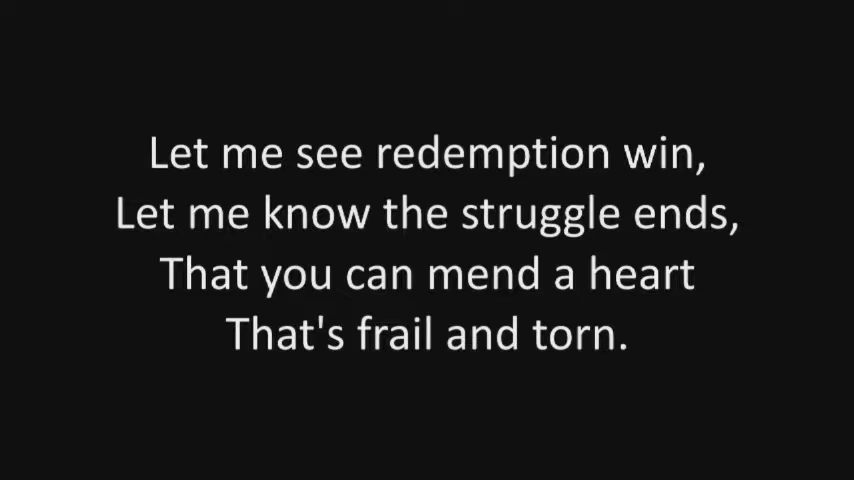 Let me see redemption win,
Let me know the struggle ends,
That you can mend a heart
That's frail and torn.